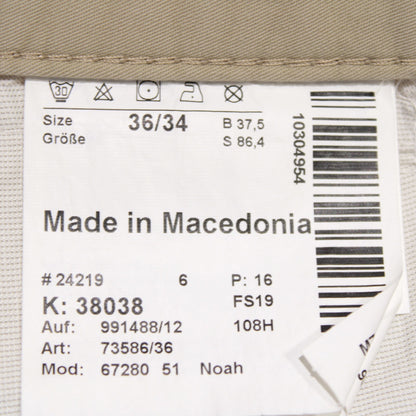 30
Size 36/34 B 37,5
Größe S 86,4
10304954
Made in Macedonia
# 24219 6 P: 16
K: 38038 FS19
Auf: 991488/12 108H
Art: 73586/36
Mod: 67280 51 Noah